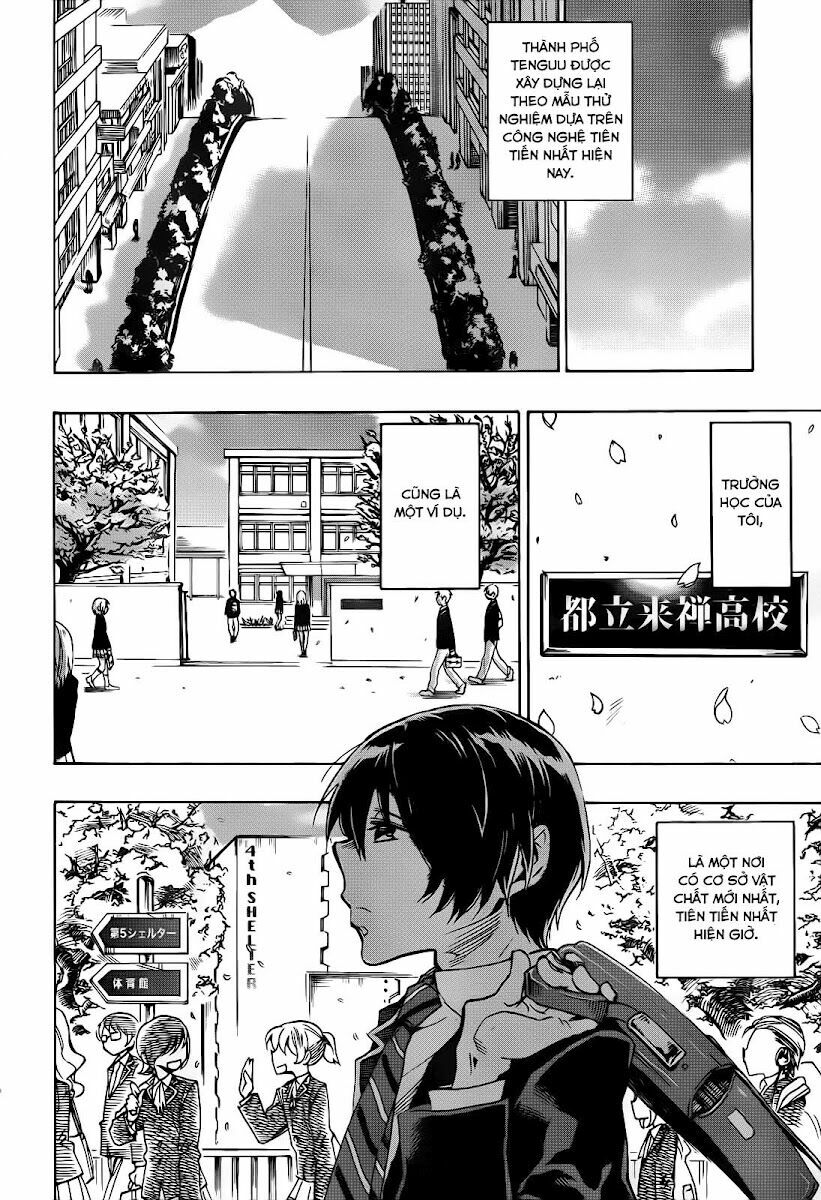 THÀNH PHỐ
TENGUU ĐƯỢC
XÂY DỰNG LẠI
THEO MẪU THỬ
NGHIỆM DỰA TRÊN
CÔNG NGHỆ TIÊN
TIẾN NHẤT HIỆN
NAY.
TRƯỜNG
HỌC CỦA
TÔI,
都立来禅高校
CŨNG LÀ
MỘT VÍ DỤ.
LÀ MỘT NƠI
CÓ CƠ SỞ VẬT
CHẤT MỚI NHẤT,
TIÊN TIẾN NHẤT
HIỆN GIỜ.
4th SHELTER
第5シェルター
体育館